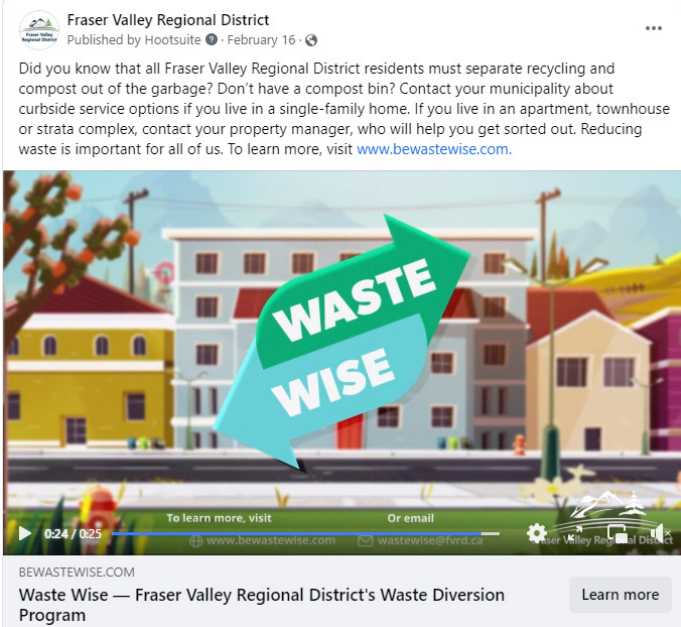 Fraser Valley Regional District
Published by Hootsuite · February 16 ·
Did you know that all Fraser Valley Regional District residents must separate recycling and
compost out of the garbage? Don't have a compost bin? Contact your municipality about
curbside service options if you live in a single-family home. If you live in an apartment, townhouse
or strata complex, contact your property manager, who will help you get sorted out. Reducing
waste is important for all of us. To learn more, visit www.bewastewise.com.
WASTE
WISE
To learn more, visit
Or email
0:24 / 0:25
www.bewastewise.com
wastewise@fvrd.ca
Valley District
BEWASTEWISE.COM
Waste Wise — Fraser Valley Regional District's Waste Diversion
Program
Learn more